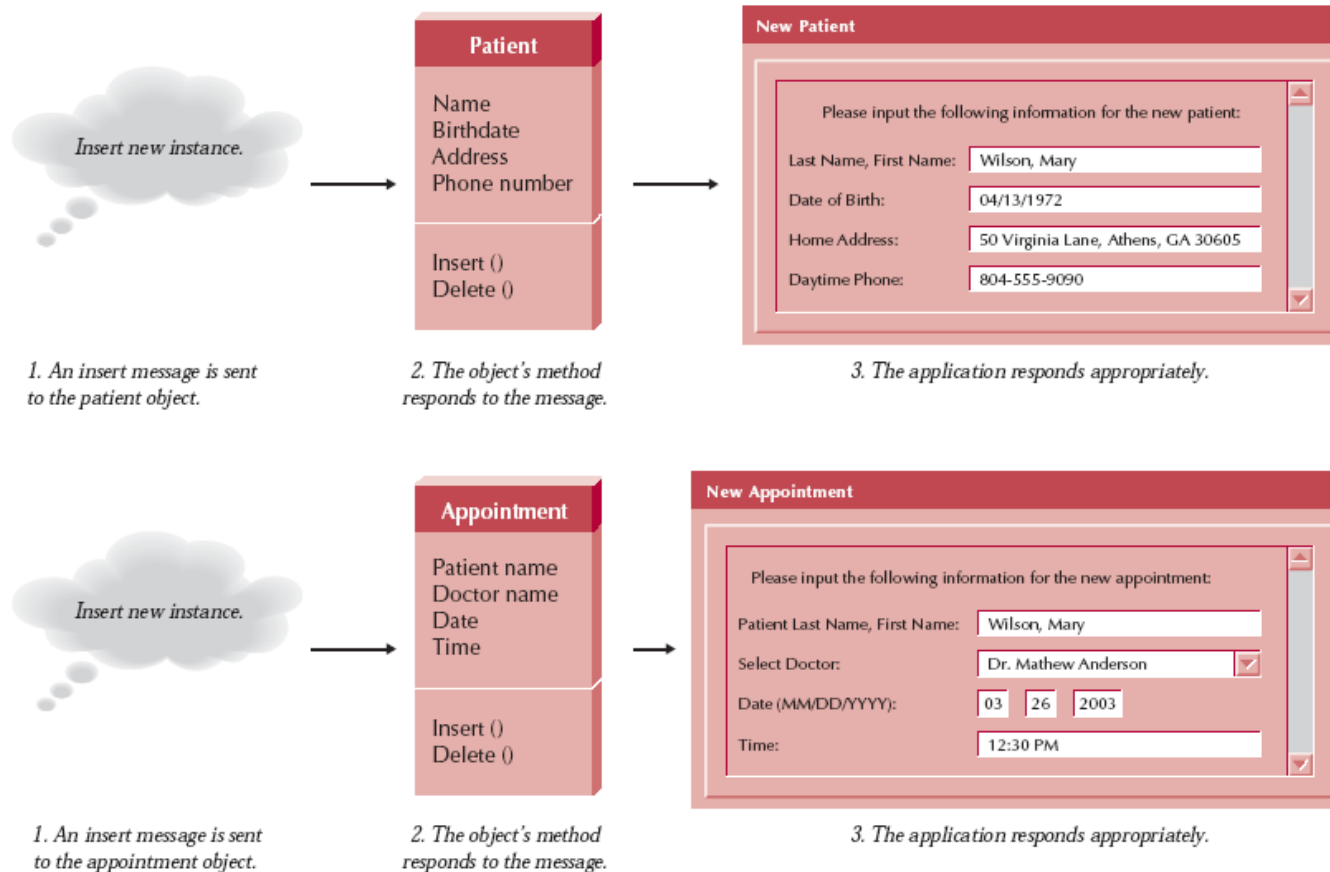 Insert new instance.
Patient
Name
Birthdate
Address
Phone number
Insert ()
Delete ()
New Patient
Please input the following information for the new patient:
Last Name, First Name: Wilson, Mary
Date of Birth: 04/13/1972
Home Address: 50 Virginia Lane, Athens, GA 30605
Daytime Phone: 804-555-9090
1. An insert message is sent
to the patient object.
2. The object's method
responds to the message.
3. The application responds appropriately.
Insert new instance.
Appointment
Patient name
Doctor name
Date
Time
Insert ()
Delete ()
New Appointment
Please input the following information for the new appointment:
Patient Last Name, First Name: Wilson, Mary
Select Doctor: Dr. Mathew Anderson
Date (MM/DD/YYYY): 03 26 2003
Time: 12:30 PM
1. An insert message is sent
to the appointment object.
2. The object's method
responds to the message.
3. The application responds appropriately.